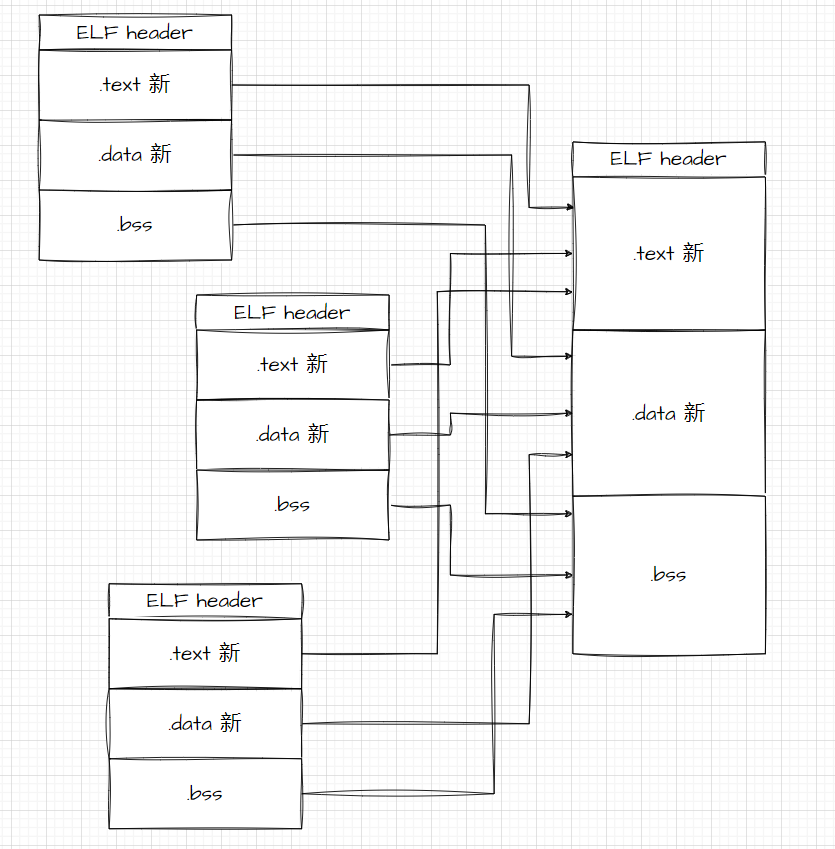 ELF header
.text 新
.data 新
.bss
ELF header
.text 新
.data 新
.bss
ELF header
.text 新
.data 新
.bss
ELF header
.text 新
.data 新
.bss